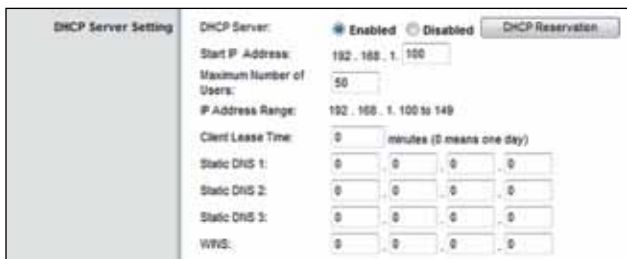 DHCP Server Setting
DHCP Server: Enabled Disabled DHCP Reservation
Start IP Address: 192 . 168 . 1. 100
Maximum Number of
Users: 50
IP Address Range: 192 . 168 . 1. 100 to 149
Client Lease Time: 0 minutes (0 means one day)
Static DNS 1: 0 . 0 . 0 . 0
Static DNS 2: 0 . 0 . 0 . 0
Static DNS 3: 0 . 0 . 0 . 0
WINS: 0 . 0 . 0 . 0